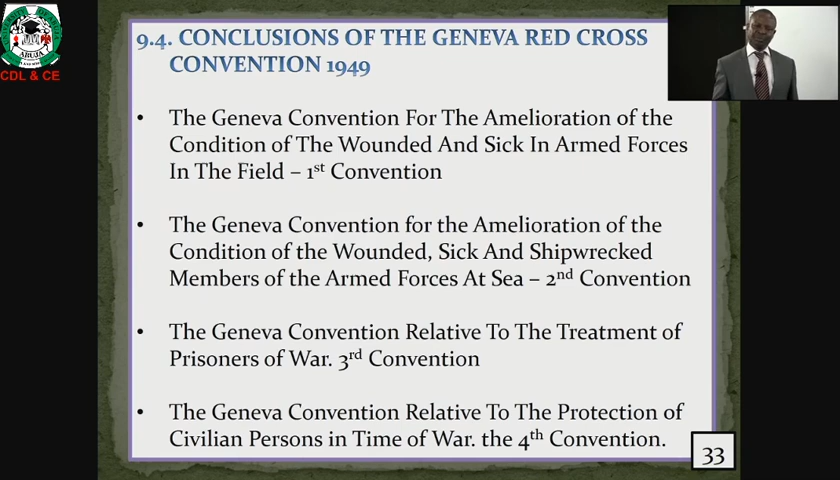 9.4. CONCLUSIONS OF THE GENEVA RED CROSS
CONVENTION 1949
• The Geneva Convention For The Amelioration of the
Condition of The Wounded And Sick In Armed Forces
In The Field – 1st Convention
• The Geneva Convention for the Amelioration of the
Condition of the Wounded, Sick And Shipwrecked
Members of the Armed Forces At Sea – 2nd Convention
• The Geneva Convention Relative To The Treatment of
Prisoners of War. 3rd Convention
• The Geneva Convention Relative To The Protection of
Civilian Persons in Time of War. the 4th Convention.
33
ABUJA
CDL & CE